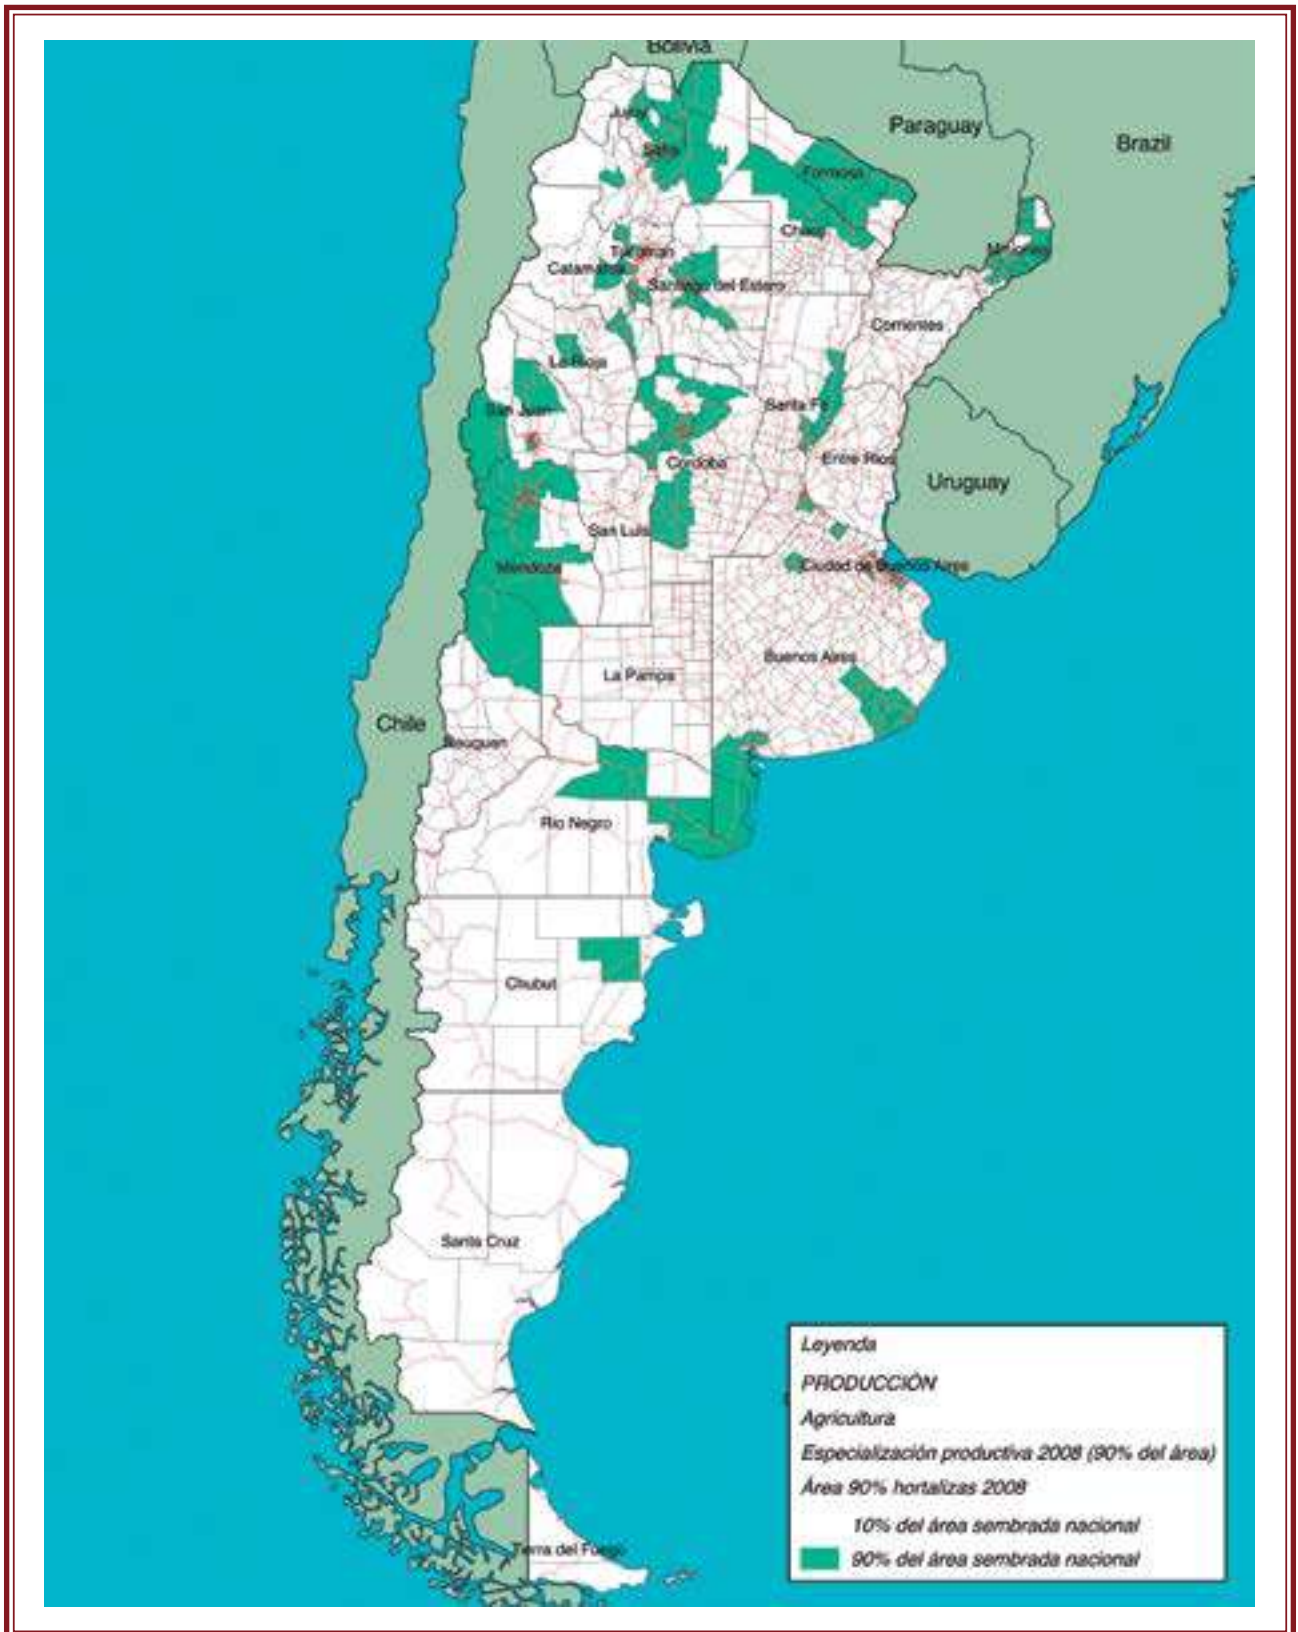 Bolivia
Paraguay
Brazil
Jujuy
Salta
Formosa
Chaco
Misiones
Tucumán
Catamarca
Santiago del Estero
Corrientes
La Rioja
San Juan
Santa Fe
Córdoba
Entre Ríos
Uruguay
San Luis
Mendoza
Ciudad de Buenos Aires
Buenos Aires
La Pampa
Chile
Neuquen
Río Negro
Chubut
Santa Cruz
Tierra del Fuego
Leyenda
PRODUCCIÓN
Agricultura
Especialización productiva 2008 (90% del área)
Área 90% hortalizas 2008
10% del área sembrada nacional
90% del área sembrada nacional